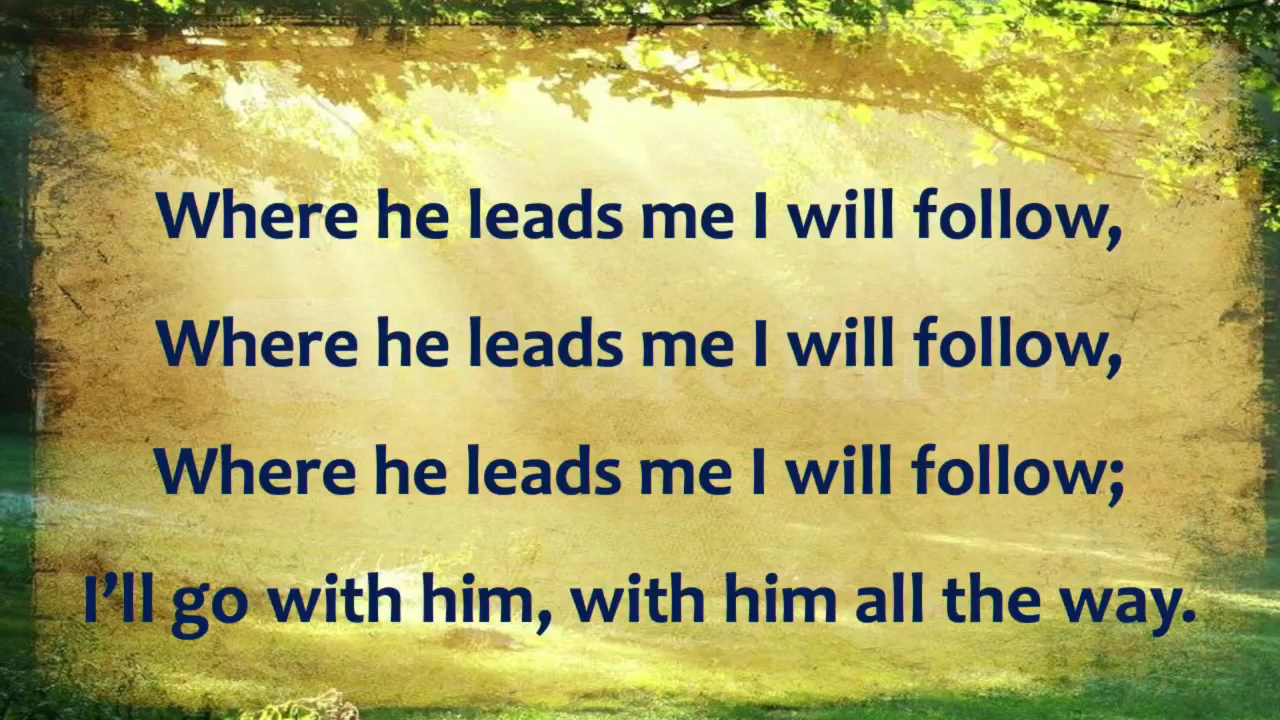 Where he leads me I will follow,
Where he leads me I will follow,
Where he leads me I will follow;
I’ll go with him, with him all the way.